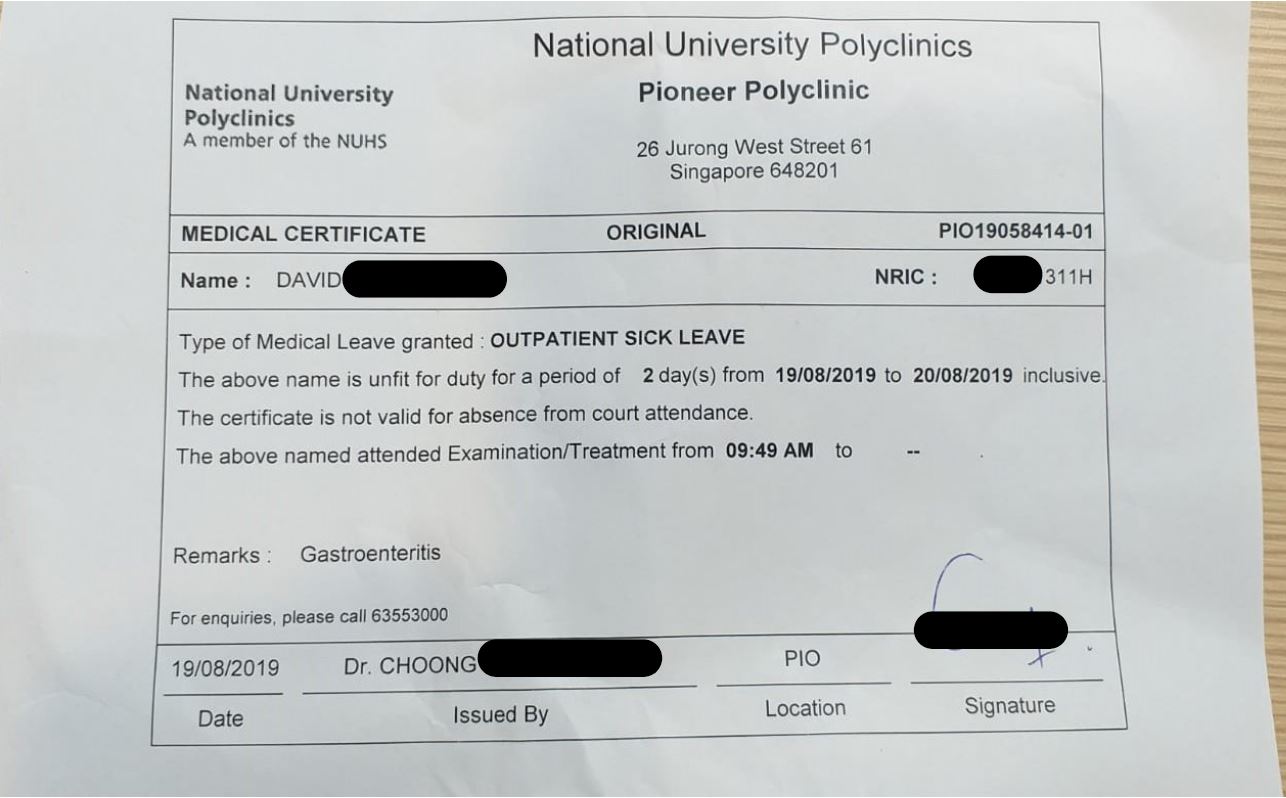 National University Polyclinics
National University
Polyclinics
A member of the NUHS
Pioneer Polyclinic
26 Jurong West Street 61
Singapore 648201
MEDICAL CERTIFICATE ORIGINAL PIO19058414-01
Name : DAVID NRIC : 311H
Type of Medical Leave granted : OUTPATIENT SICK LEAVE
The above name is unfit for duty for a period of 2 day(s) from 19/08/2019 to 20/08/2019 inclusive.
The certificate is not valid for absence from court attendance.
The above named attended Examination/Treatment from 09:49 AM to -- .
Remarks : Gastroenteritis
For enquiries, please call 63553000
19/08/2019 Dr. CHOONG PIO
Date Issued By Location Signature